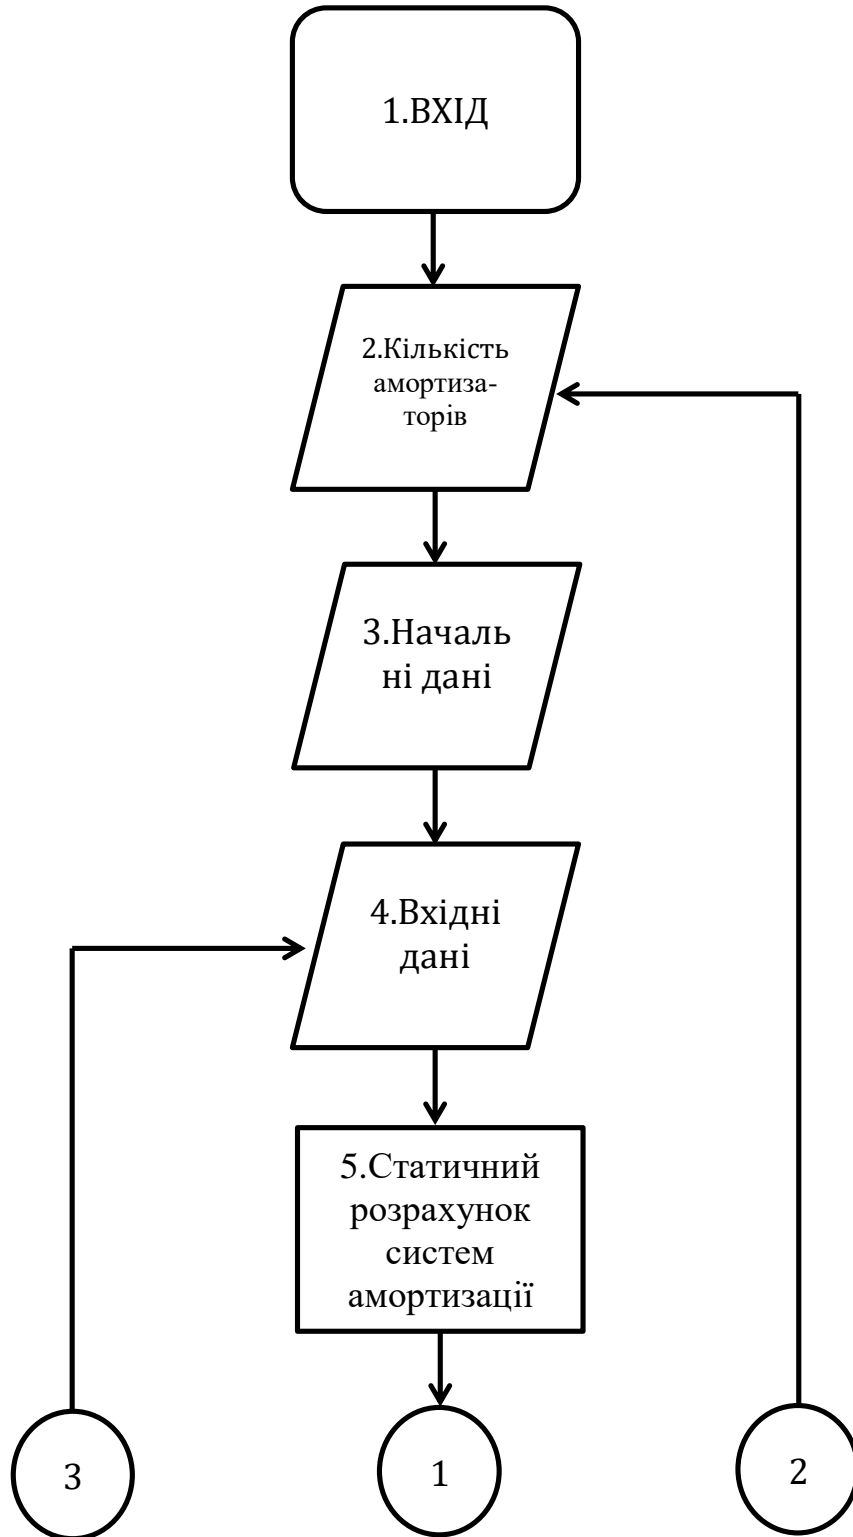 1.ВХІД
2.Кількість
амортиза-
торів
3.Началь
ні дані
4.Вхідні
дані
5.Статичний
розрахунок
систем
амортизації
3
1
2